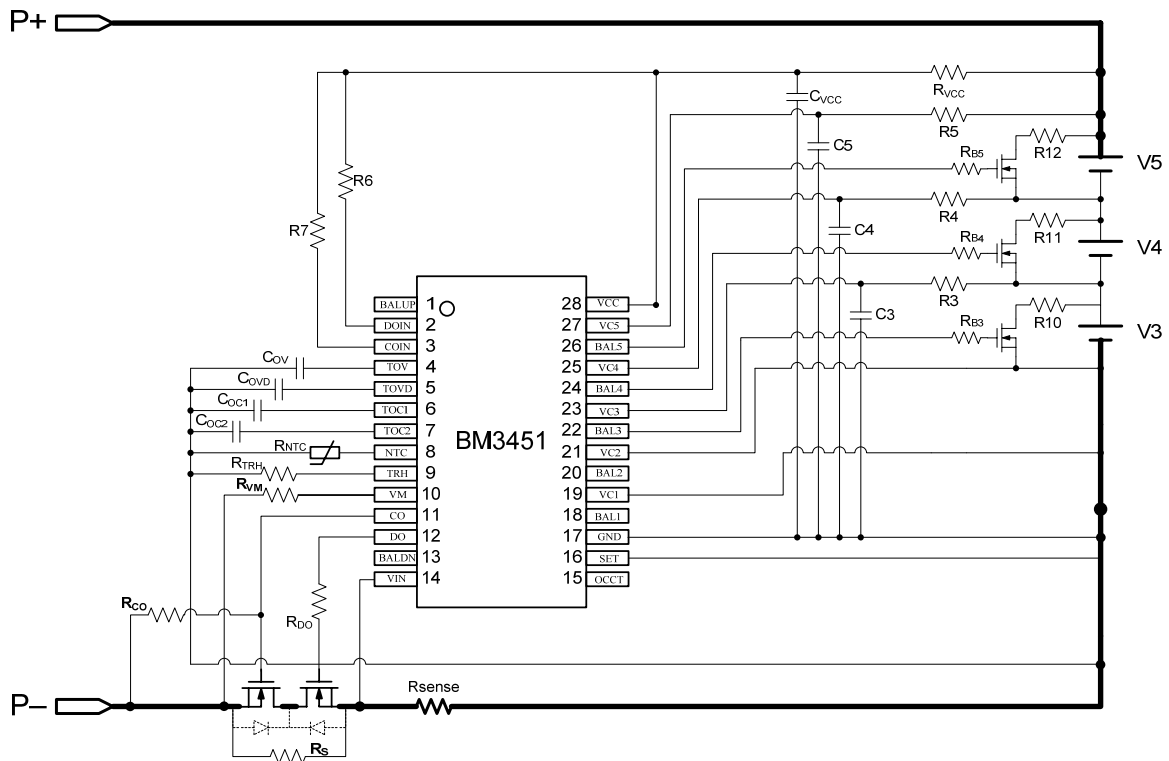 P+
RVCC
CVCC
R5
C5
R12
RB5
V5
R6
R4
C4
R11
RB4
V4
R7
R3
C3
R10
RB3
V3
BALUP 1 28 VCC
DOIN 2 27 VC5
COIN 3 26 BAL5
COV
TOV 4 25 VC4
COVD
TOVD 5 24 BAL4
COC1
TOC1 6 23 VC3
COC2
TOC2 7 22 BAL3
BM3451
RNTC
NTC 8 21 VC2
RTRH
TRH 9 20 BAL2
RVM
VM 10 19 VC1
CO 11 18 BAL1
DO 12 17 GND
BALDN 13 16 SET
VIN 14 15 OCCT
RCO
RDO
Rsense
P–
RS